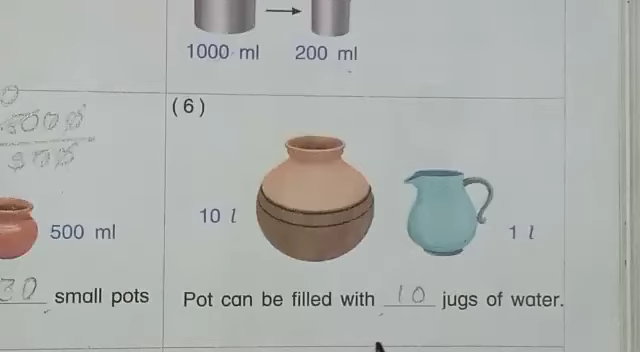 1000 ml 200 ml
(6)
500 ml
10 l
1 l
30 small pots
Pot can be filled with 10 jugs of water.